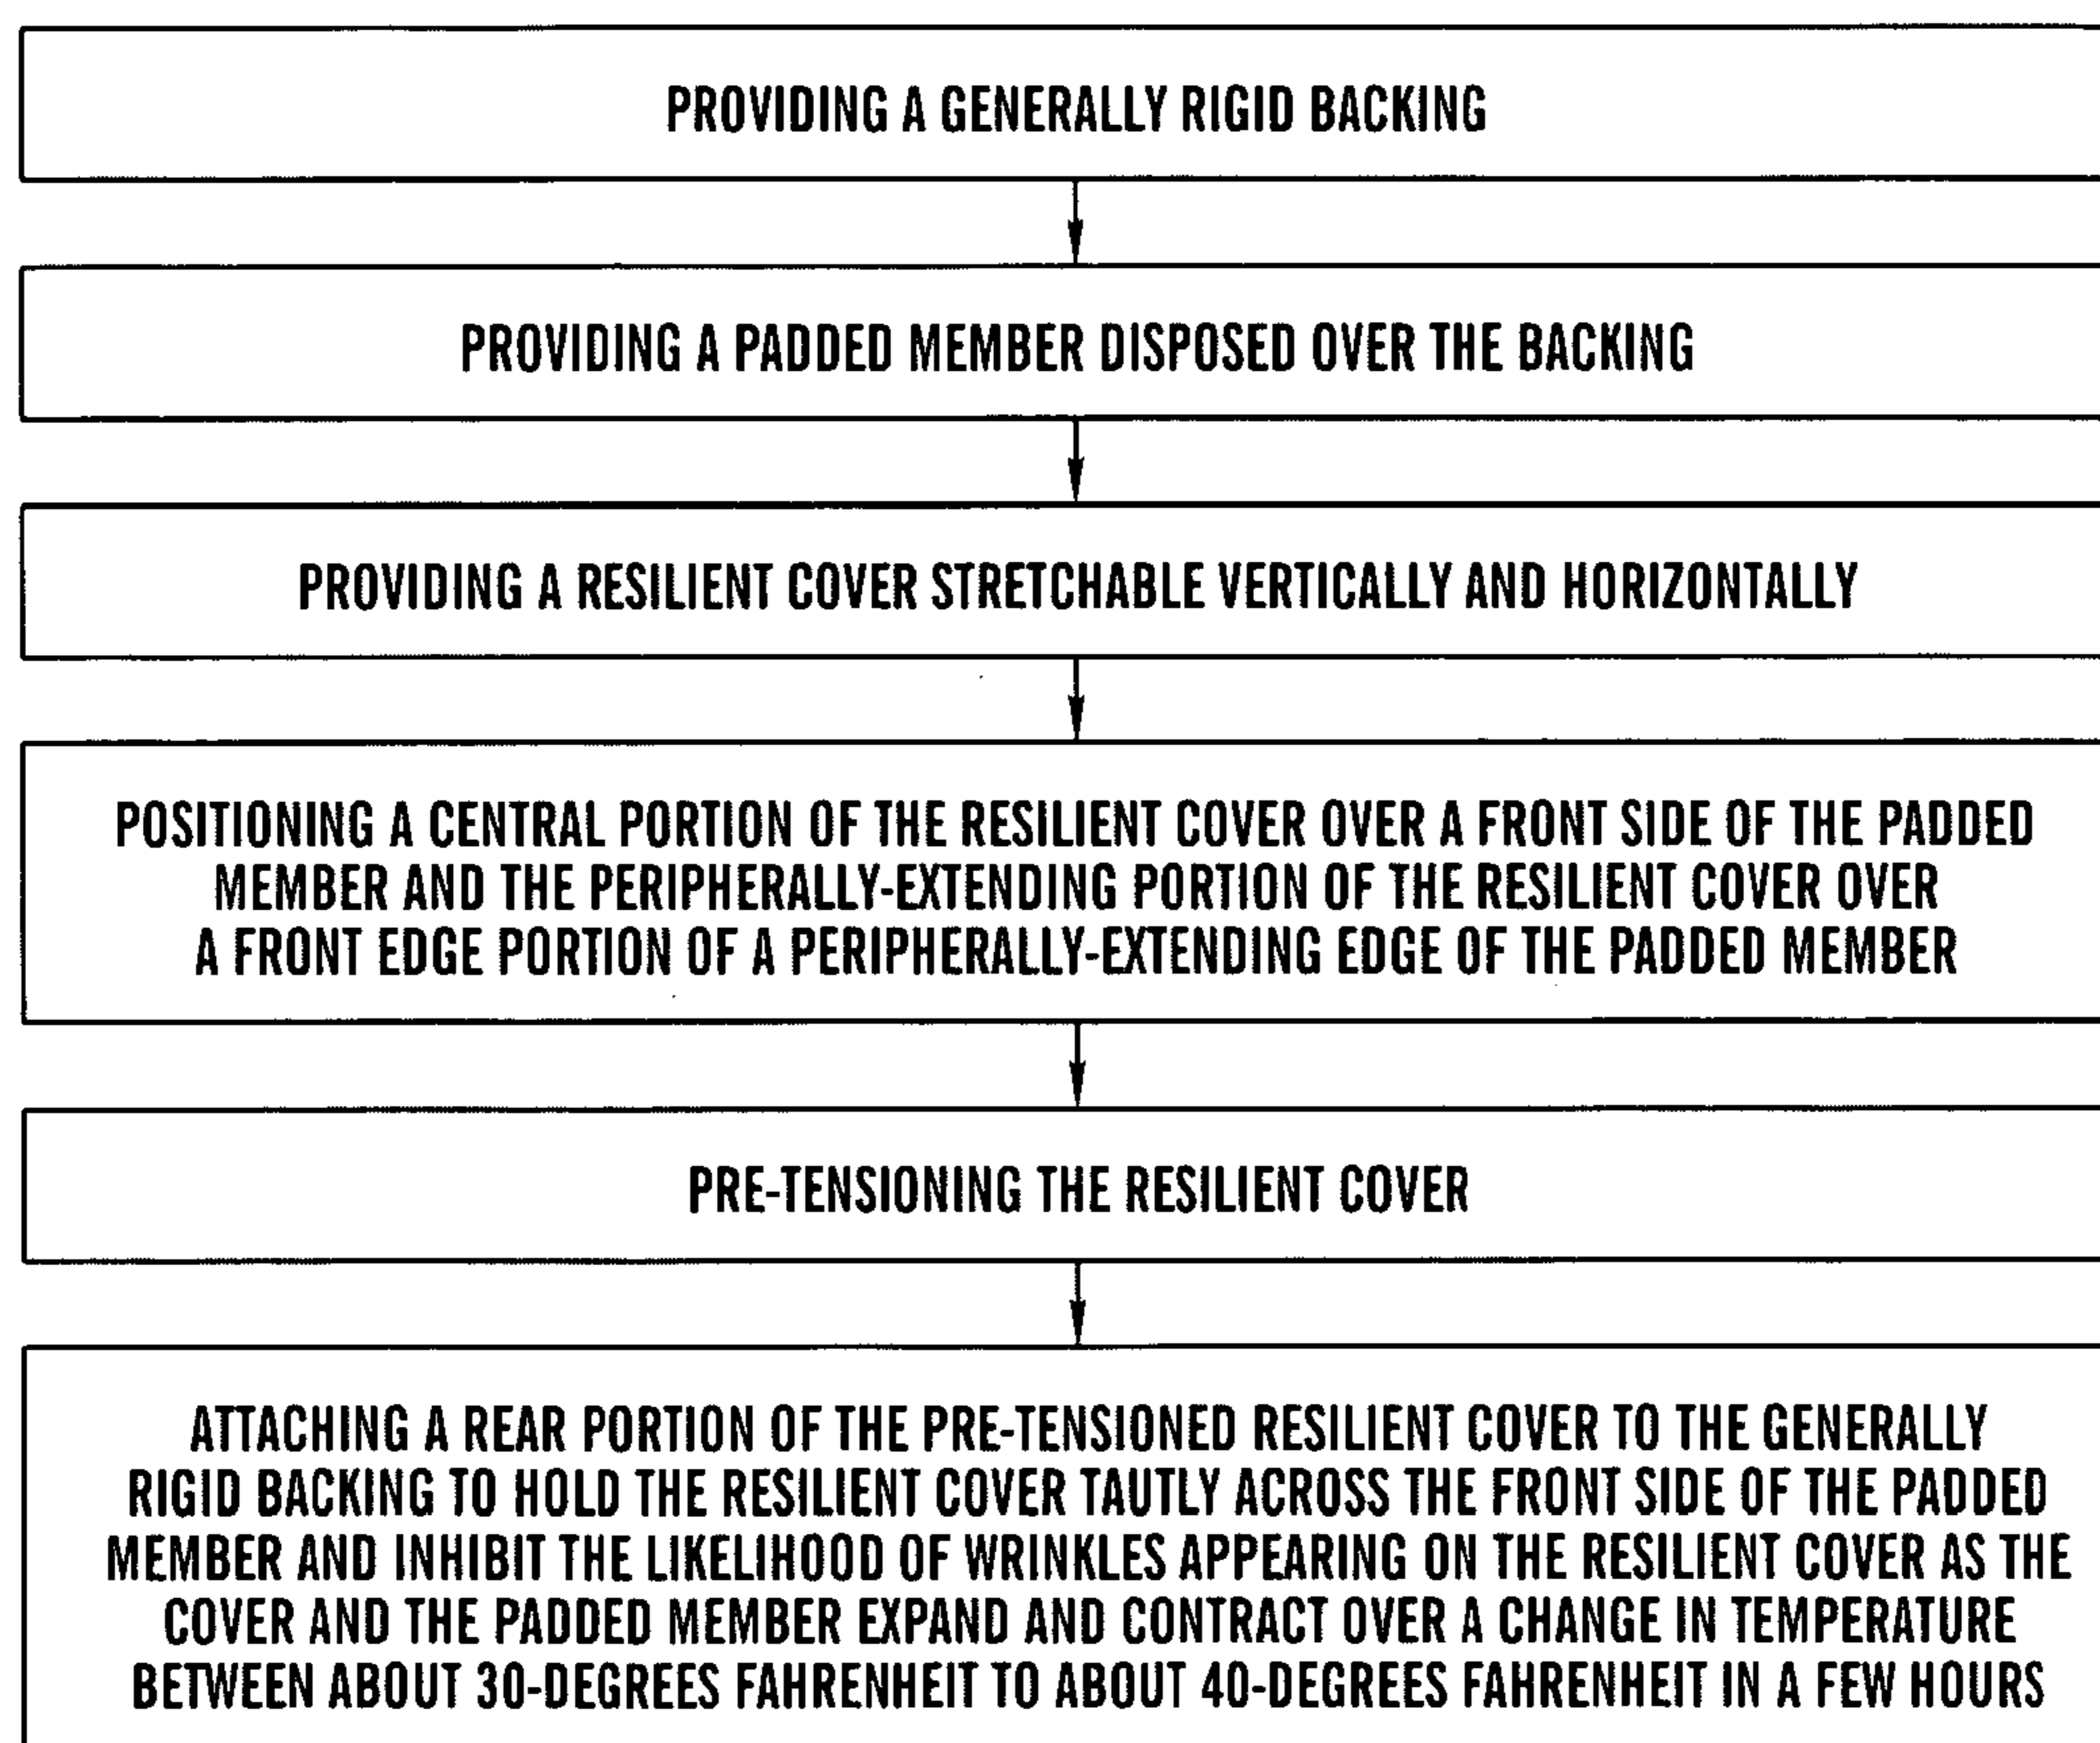 PROVIDING A GENERALLY RIGID BACKING
PROVIDING A PADDED MEMBER DISPOSED OVER THE BACKING
PROVIDING A RESILIENT COVER STRETCHABLE VERTICALLY AND HORIZONTALLY
POSITIONING A CENTRAL PORTION OF THE RESILIENT COVER OVER A FRONT SIDE OF THE PADDED
MEMBER AND THE PERIPHERALLY-EXTENDING PORTION OF THE RESILIENT COVER OVER
A FRONT EDGE PORTION OF A PERIPHERALLY-EXTENDING EDGE OF THE PADDED MEMBER
PRE-TENSIONING THE RESILIENT COVER
ATTACHING A REAR PORTION OF THE PRE-TENSIONED RESILIENT COVER TO THE GENERALLY
RIGID BACKING TO HOLD THE RESILIENT COVER TAUTLY ACROSS THE FRONT SIDE OF THE PADDED
MEMBER AND INHIBIT THE LIKELIHOOD OF WRINKLES APPEARING ON THE RESILIENT COVER AS THE
COVER AND THE PADDED MEMBER EXPAND AND CONTRACT OVER A CHANGE IN TEMPERATURE
BETWEEN ABOUT 30-DEGREES FAHRENHEIT TO ABOUT 40-DEGREES FAHRENHEIT IN A FEW HOURS